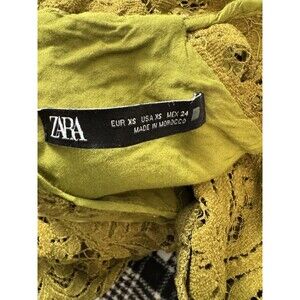 ZARA
EUR XS USA XS MEX 24
MADE IN MOROCCO